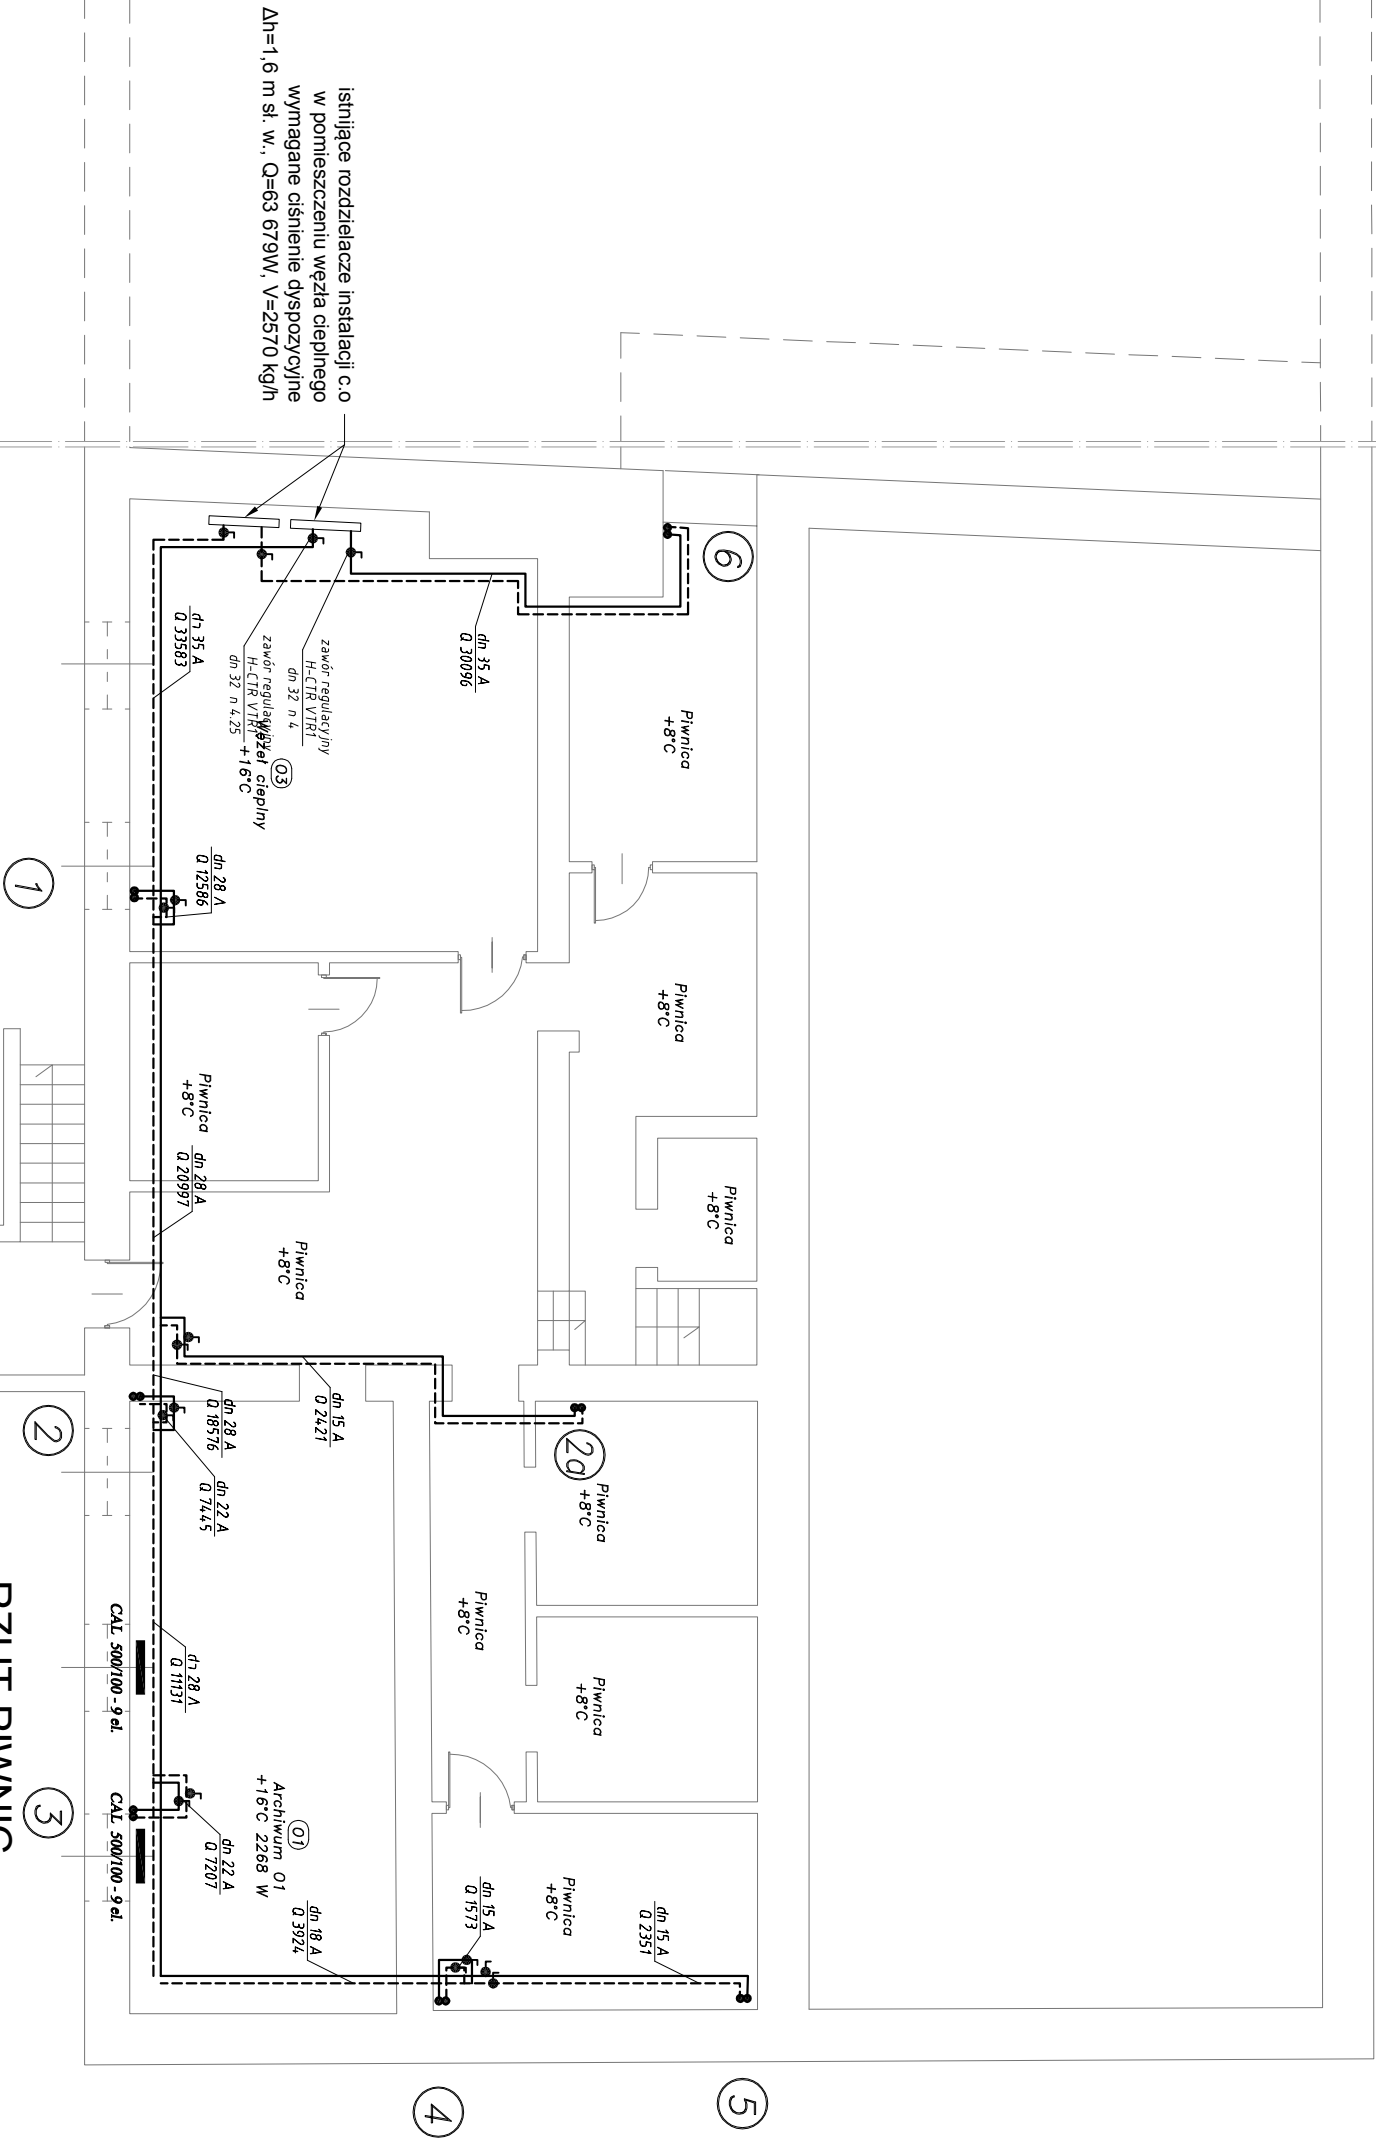 istnijące rozdzielacze instalacji c.o
w pomieszczeniu węzła cieplnego
wymagane ciśnienie dyspozycyjne
Δh=1,6 m sł. w., Q=63 679W, V=2570 kg/h
6
dn 35 A
Q 30096
Piwnica
+8°C
zawór regulacyjny
H-CTR VTR1
dn 32 n 4
zawór regulacyjny
H-CTR VTR1
dn 32 n 4.25
03
Węzeł cieplny
+16°C
dn 35 A
Q 33583
dn 28 A
Q 12586
1
Piwnica
+8°C
Piwnica
+8°C
Piwnica
+8°C
dn 28 A
Q 20997
Piwnica
+8°C
dn 15 A
Q 2421
dn 28 A
Q 18576
2
dn 22 A
Q 7445
2a
Piwnica
+8°C
Piwnica
+8°C
Piwnica
+8°C
dn 28 A
Q 11131
CAL 500/100 - 9 el.
CAL 500/100 - 9 el.
3
dn 22 A
Q 7207
01
Archiwum 01
+16°C 2268 W
dn 18 A
Q 3924
dn 15 A
Q 1573
Piwnica
+8°C
dn 15 A
Q 2351
4
5
RZUT PIWNIC